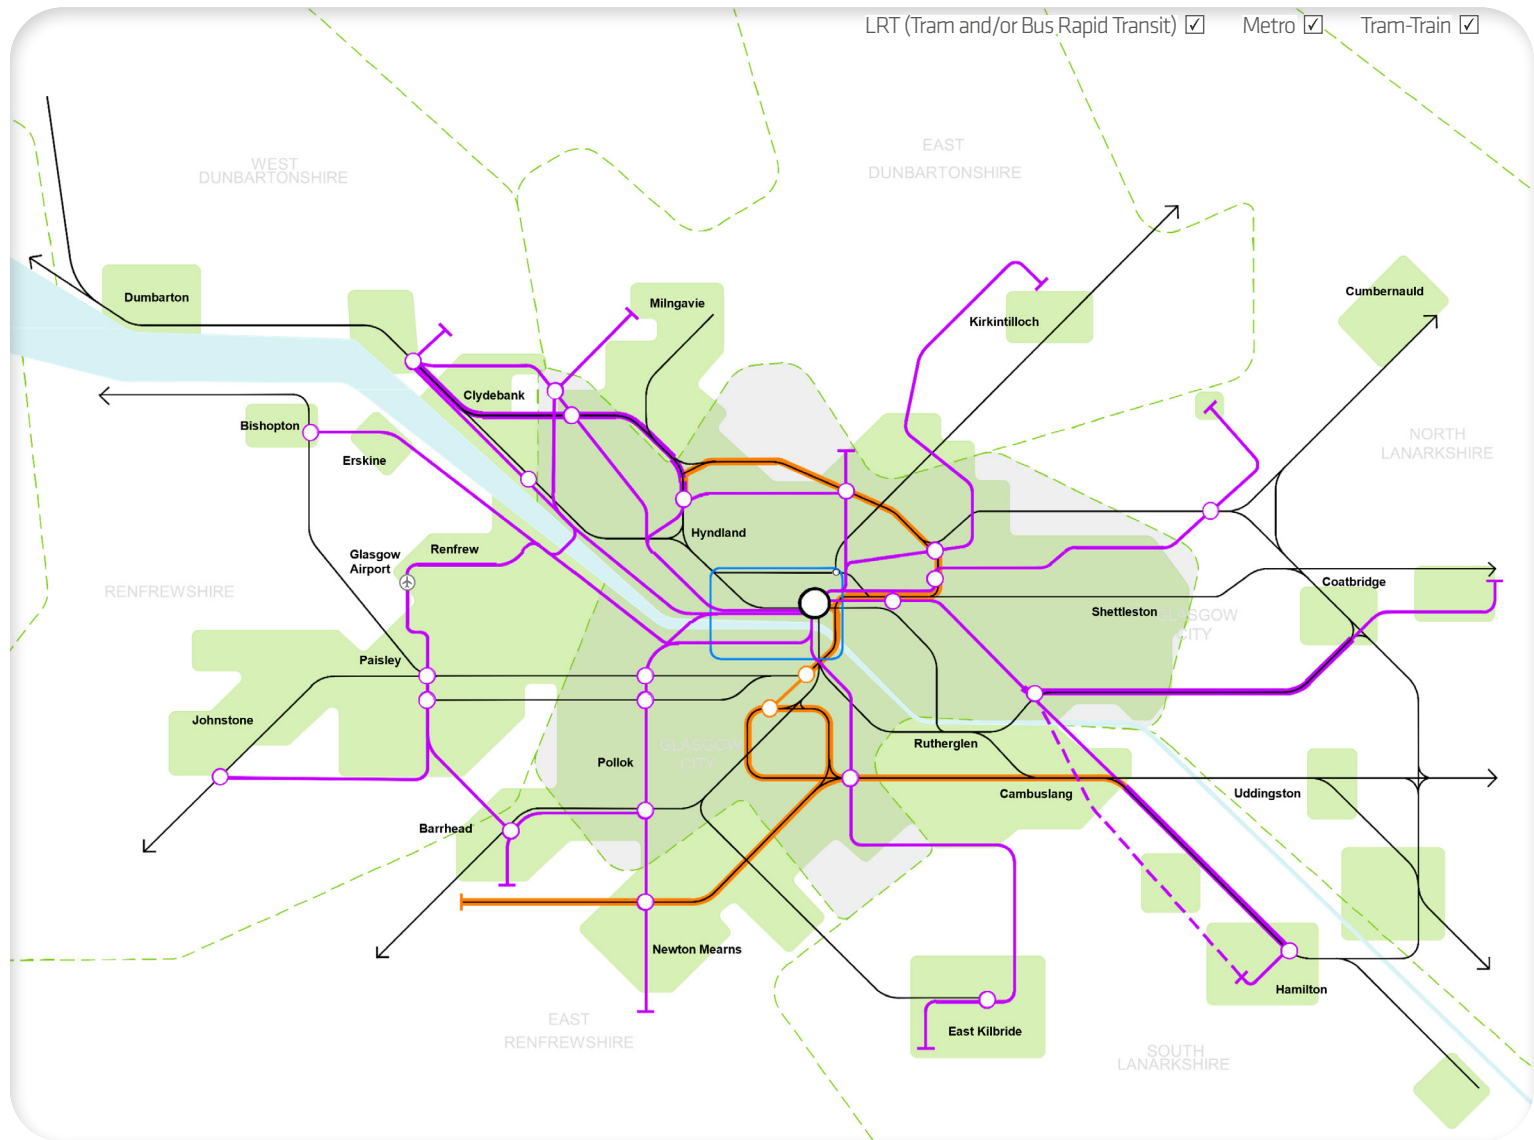 LRT (Tram and/or Bus Rapid Transit) ☑ Metro ☑ Tram-Train ☑
EAST
DUNBARTONSHIRE
WEST
DUNBARTONSHIRE
Dumbarton
Milngavie
Kirkintilloch
Cumbernauld
Clydebank
Bishopton
Erskine
NORTH
LANARKSHIRE
Hyndland
Renfrew
Glasgow
Airport
RENFREWSHIRE
Coatbridge
Shettleston
GLASGOW
CITY
Paisley
Johnstone
Rutherglen
GLASGOW
CITY
Pollok
Cambuslang
Uddingston
Barrhead
Newton Mearns
Hamilton
EAST
RENFREWSHIRE
East Kilbride
SOUTH
LANARKSHIRE